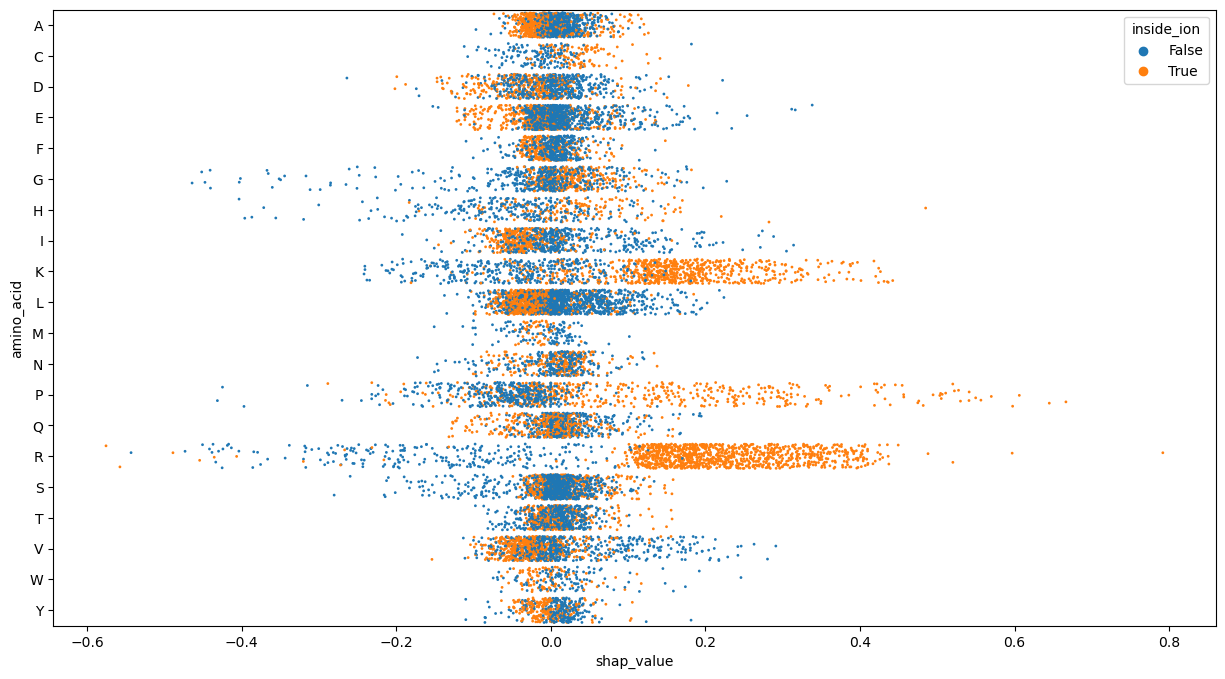 inside_ion
False
True
A
C
D
E
F
G
H
I
K
L
M
N
P
Q
R
S
T
V
W
Y
amino_acid
−0.6 −0.4 −0.2 0.0 0.2 0.4 0.6 0.8
shap_value